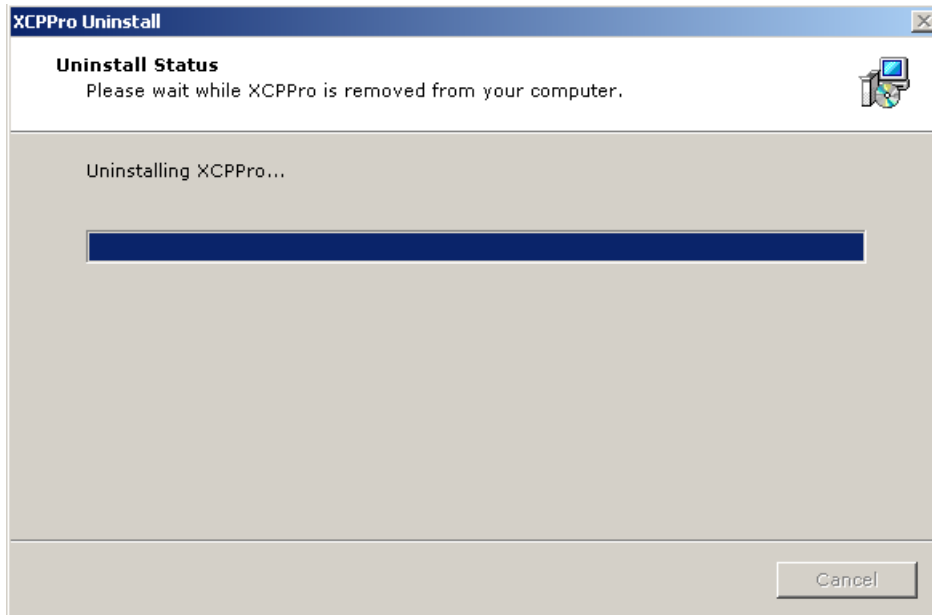 XCPPro Uninstall
Uninstall Status
Please wait while XCPPro is removed from your computer.
Uninstalling XCPPro...
Cancel